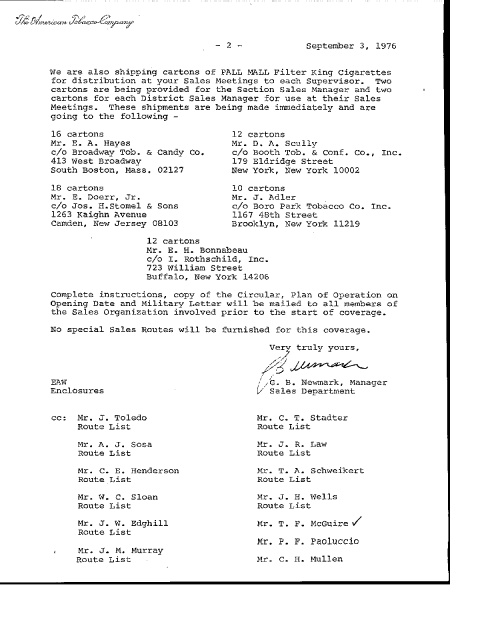 The American Tobacco Company
- 2 -
September 3, 1976
We are also shipping cartons of PALL MALL Filter King Cigarettes
for distribution at your Sales Meetings to each Supervisor. Two
cartons are being provided for the Section Sales Manager and two
cartons for each District Sales Manager for use at their Sales
Meetings. These shipments are being made immediately and are
going to the following -
16 cartons
Mr. E. A. Hayes
c/o Broadway Tob. & Candy Co.
413 West Broadway
South Boston, Mass. 02127
12 cartons
Mr. D. A. Scully
c/o Booth Tob. & Conf. Co., Inc.
179 Eldridge Street
New York, New York 10002
18 cartons
Mr. E. Doerr, Jr.
c/o Jos. H.Stomel & Sons
1263 Kaighn Avenue
Camden, New Jersey 08103
10 cartons
Mr. J. Adler
c/o Boro Park Tobacco Co. Inc.
1167 48th Street
Brooklyn, New York 11219
12 cartons
Mr. E. H. Bonnabeau
c/o I. Rothschild, Inc.
723 William Street
Buffalo, New York 14206
Complete instructions, copy of the Circular, Plan of Operation on
Opening Date and Military Letter will be mailed to all members of
the Sales Organization involved prior to the start of coverage.
No special Sales Routes will be furnished for this coverage.
Very truly yours,
G. B. Newmark, Manager
Sales Department
EAW
Enclosures
cc: Mr. J. Toledo
Route List
Mr. A. J. Sosa
Route List
Mr. C. E. Henderson
Route List
Mr. W. C. Sloan
Route List
Mr. J. W. Edghill
Route List
Mr. J. M. Murray
Route List
Mr. C. T. Stadter
Route List
Mr. J. R. Law
Route List
Mr. T. A. Schweikert
Route List
Mr. J. H. Wells
Route List
Mr. T. F. McGuire ✓
Mr. P. F. Paoluccio
Mr. C. H. Mullen